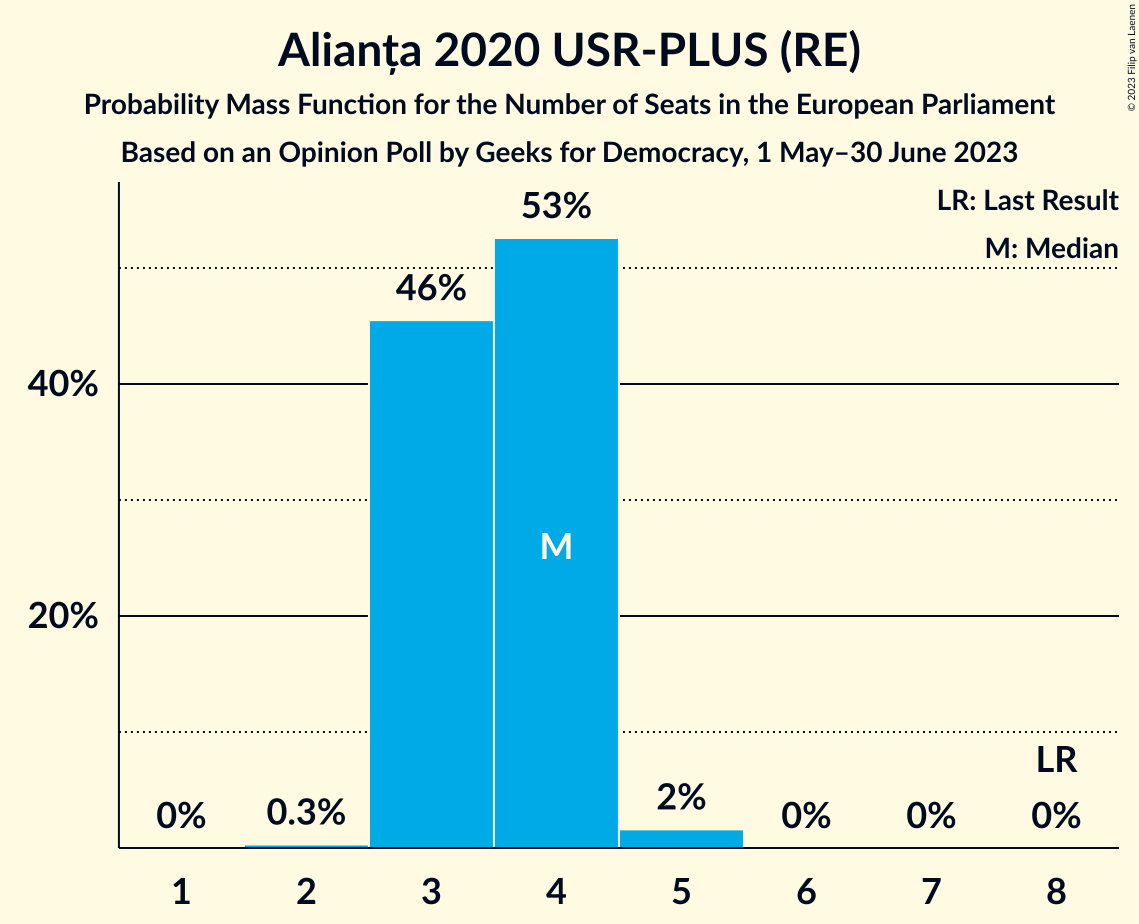 Alianța 2020 USR-PLUS (RE)
Probability Mass Function for the Number of Seats in the European Parliament
Based on an Opinion Poll by Geeks for Democracy, 1 May–30 June 2023
© 2023 Filip van Laenen
LR: Last Result
M: Median
53%
46%
40%
M
20%
LR
0%
0.3%
2%
0%
0%
0%
1 2 3 4 5 6 7 8